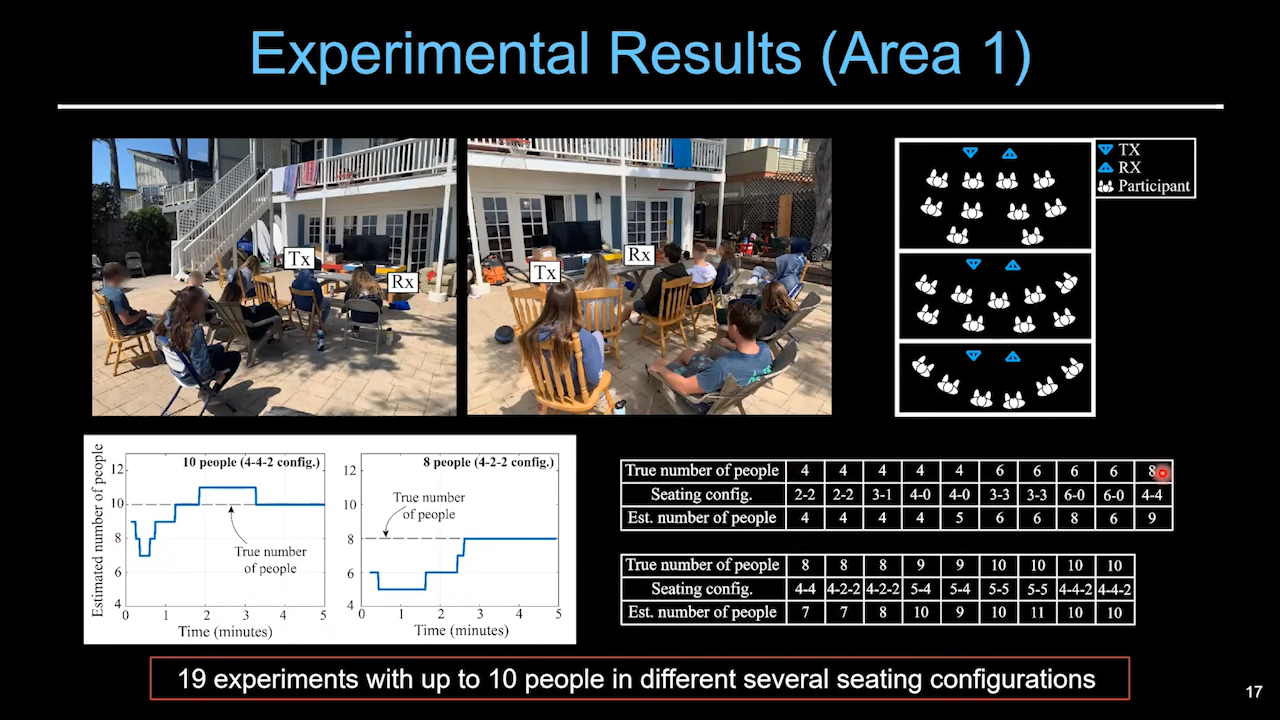 Experimental Results (Area 1)
Tx
Rx
Tx
Rx
TX
RX
Participant
Estimated number of people
12
10
8
6
4
0 1 2 3 4 5
Time (minutes)
10 people (4-4-2 config.)
True number
of people
12
10
8
6
4
0 1 2 3 4 5
Time (minutes)
8 people (4-2-2 config.)
True number
of people
True number of people 4 4 4 4 4 6 6 6 6 8
Seating config. 2-2 2-2 3-1 4-0 4-0 3-3 3-3 6-0 6-0 4-4
Est. number of people 4 4 4 4 5 6 6 8 6 9
True number of people 8 8 8 9 9 10 10 10 10
Seating config. 4-4 4-2-2 4-2-2 5-4 5-4 5-5 5-5 4-4-2 4-4-2
Est. number of people 7 7 8 10 9 10 11 10 10
19 experiments with up to 10 people in different several seating configurations
17